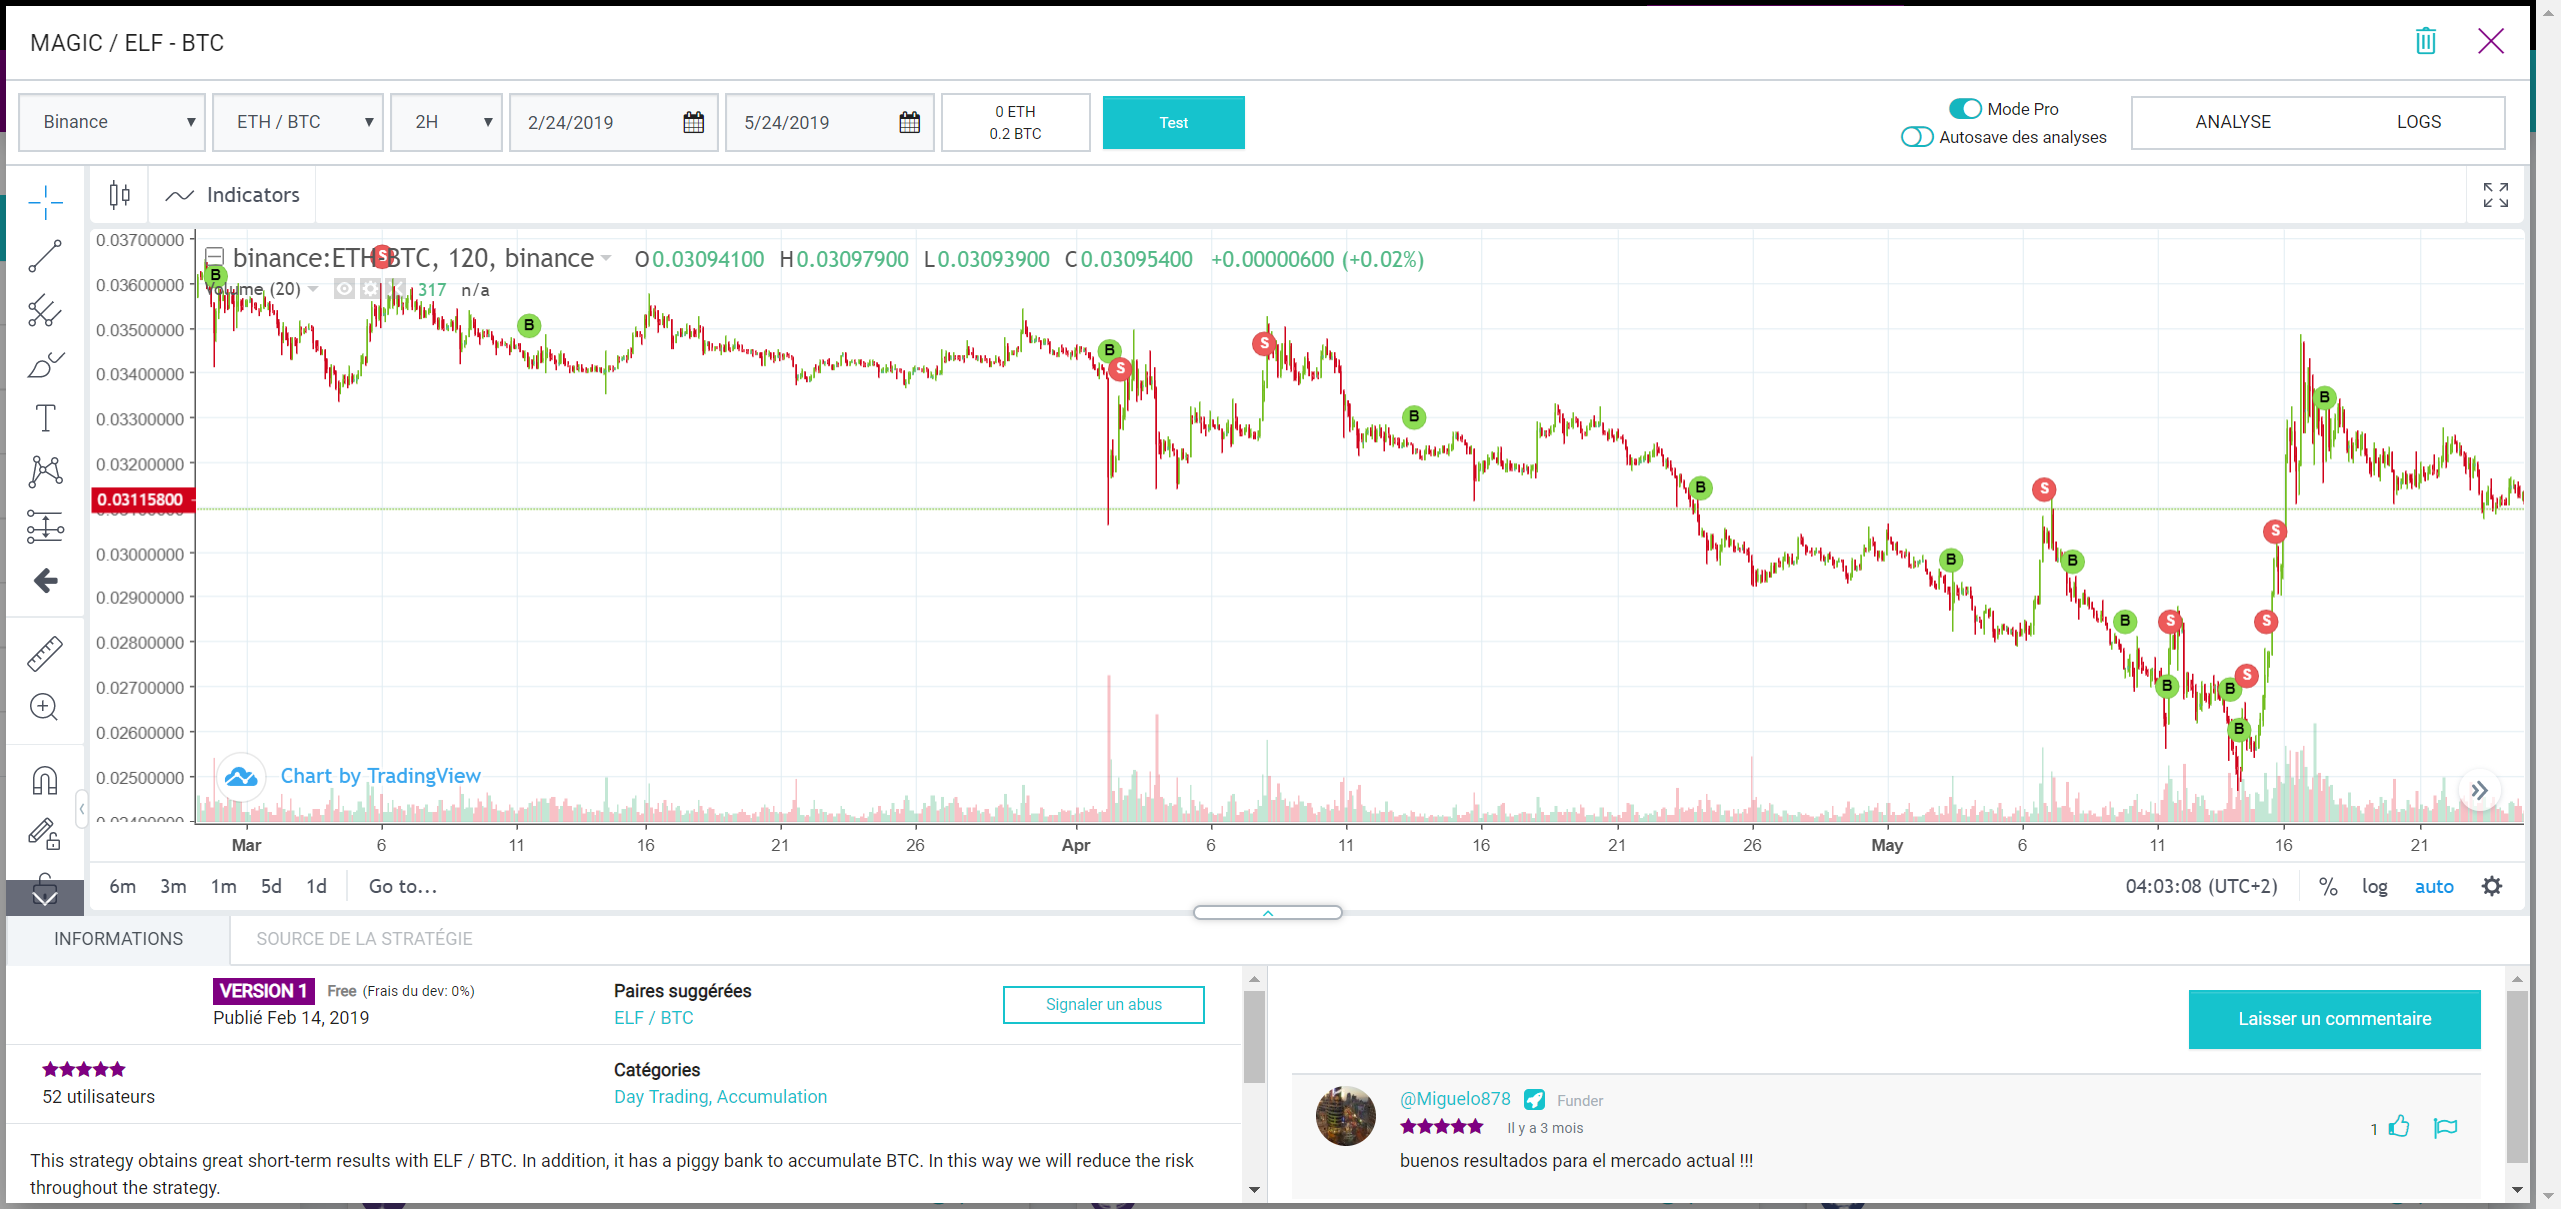 MAGIC / ELF - BTC
Binance ETH / BTC 2H 2/24/2019 5/24/2019 0 ETH Test
0.2 BTC
Mode Pro
Autosave des analyses
ANALYSE LOGS
Indicators
binance:ETH-BTC, 120, binance O0.03094100 H0.03097900 L0.03093900 C0.03095400 +0.00000600 (+0.02%)
Volume (20) 317 n/a
0.03700000
0.03600000
0.03500000
0.03400000
0.03300000
0.03200000
0.03115800
0.03000000
0.02900000
0.02800000
0.02700000
0.02600000
0.02500000
0.02400000
B
S
B
B
S
S
B
B
B
S
B
B
S
B
B
S
B
S
S
B
Chart by TradingView
Mar 6 11 16 21 26 Apr 6 11 16 21 26 May 6 11 16 21
6m 3m 1m 5d 1d Go to... 04:03:08 (UTC+2) % log auto
INFORMATIONS SOURCE DE LA STRATÉGIE
VERSION 1 Free (Frais du dev: 0%)
Publié Feb 14, 2019
Paires suggérées
ELF / BTC
Signaler un abus
52 utilisateurs
Catégories
Day Trading, Accumulation
This strategy obtains great short-term results with ELF / BTC. In addition, it has a piggy bank to accumulate BTC. In this way we will reduce the risk
throughout the strategy.
Laisser un commentaire
@Miguelo878 Funder
Il y a 3 mois
1
buenos resultados para el mercado actual !!!